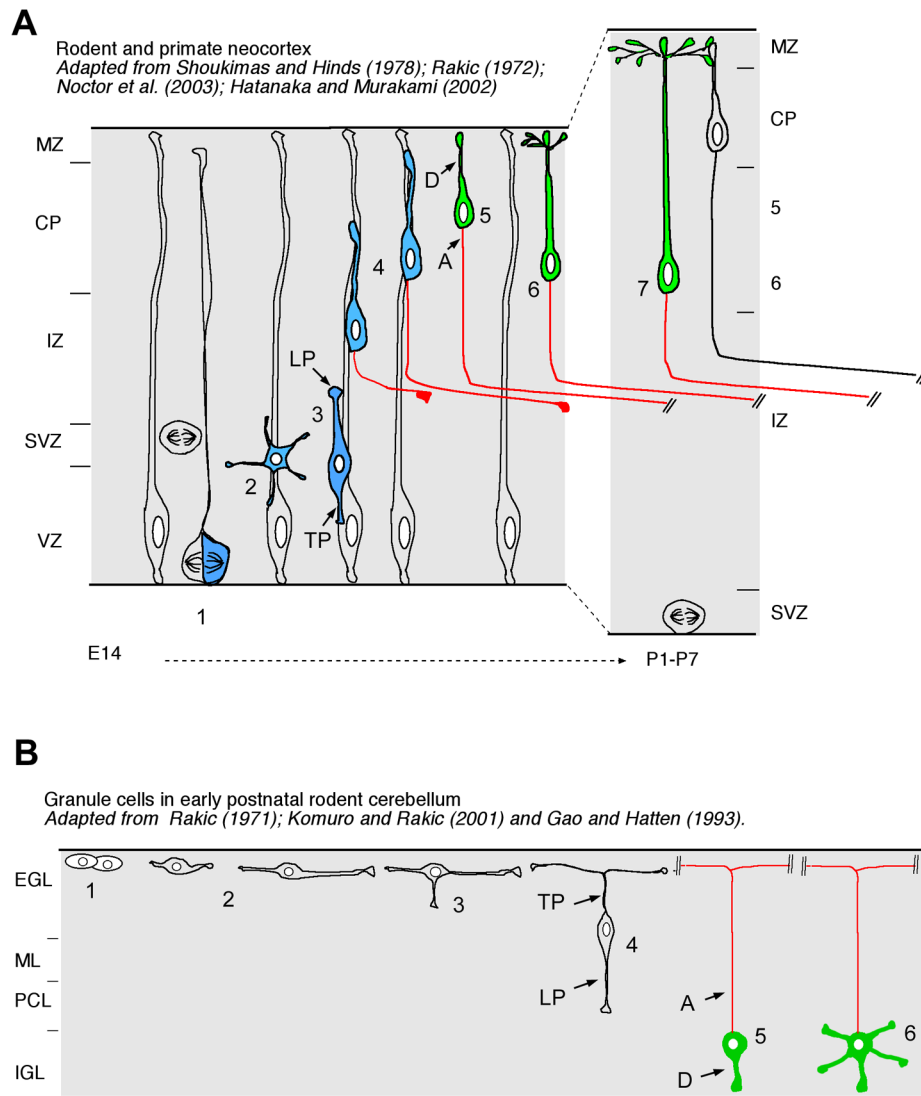 A
Rodent and primate neocortex
Adapted from Shoukimas and Hinds (1978); Rakic (1972);
Noctor et al. (2003); Hatanaka and Murakami (2002)
MZ
CP
IZ
SVZ
VZ
1
2
3
LP
TP
4
D
A
5
6
7
MZ
CP
5
6
IZ
SVZ
E14
P1-P7
B
Granule cells in early postnatal rodent cerebellum
Adapted from Rakic (1971); Komuro and Rakic (2001) and Gao and Hatten (1993).
EGL
ML
PCL
IGL
1
2
3
TP
4
LP
A
5
D
6